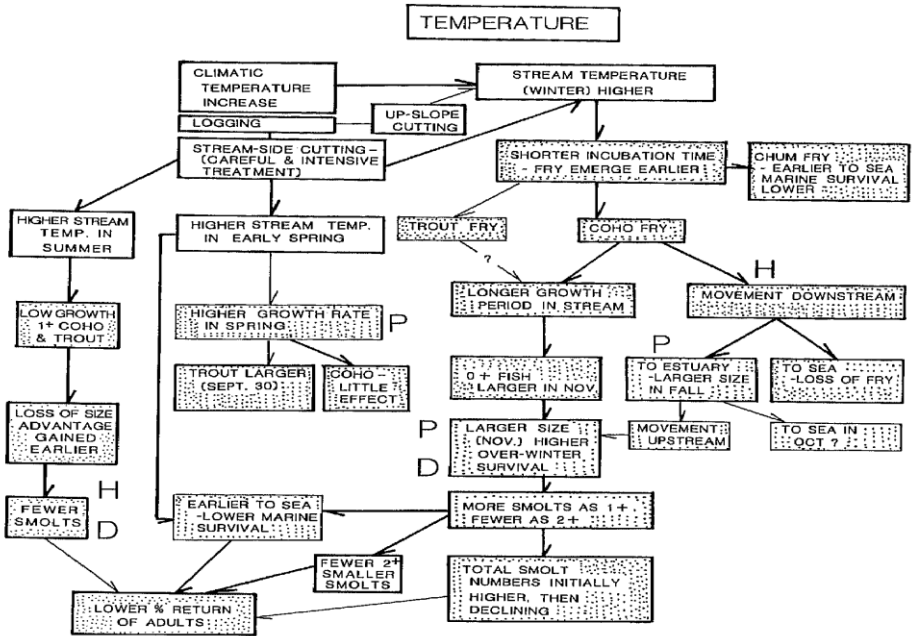 TEMPERATURE
CLIMATIC
TEMPERATURE
INCREASE
STREAM TEMPERATURE
(WINTER) HIGHER
LOGGING
UP-SLOPE
CUTTING
STREAM-SIDE CUTTING-
(CAREFUL & INTENSIVE
TREATMENT)
SHORTER INCUBATION TIME
- FRY EMERGE EARLIER
CHUM FRY
- EARLIER TO SEA
MARINE SURVIVAL
LOWER
HIGHER STREAM
TEMP. IN
SUMMER
HIGHER STREAM TEMP.
IN EARLY SPRING
TROUT FRY
COHO FRY
?
H
LOW GROWTH
1+ COHO
& TROUT
HIGHER GROWTH RATE
IN SPRING
P
LONGER GROWTH
PERIOD IN STREAM
MOVEMENT DOWNSTREAM
P
TROUT LARGER
(SEPT. 30)
COHO-
LITTLE ?
EFFECT
0+ FISH
LARGER IN NOV.
TO ESTUARY
-LARGER SIZE
IN FALL
TO SEA
-LOSS OF FRY
LOSS OF SIZE
ADVANTAGE
GAINED
EARLIER
P
D
LARGER SIZE
(NOV.) HIGHER
OVER-WINTER
SURVIVAL
MOVEMENT
UPSTREAM
TO SEA IN
OCT ?
H
D
FEWER
SMOLTS
EARLIER TO SEA
-LOWER MARINE
SURVIVAL
MORE SMOLTS AS 1+.
FEWER AS 2+.
FEWER 2+
SMALLER
SMOLTS
TOTAL SMOLT
NUMBERS INITIALLY
HIGHER, THEN
DECLINING
LOWER % RETURN
OF ADULTS